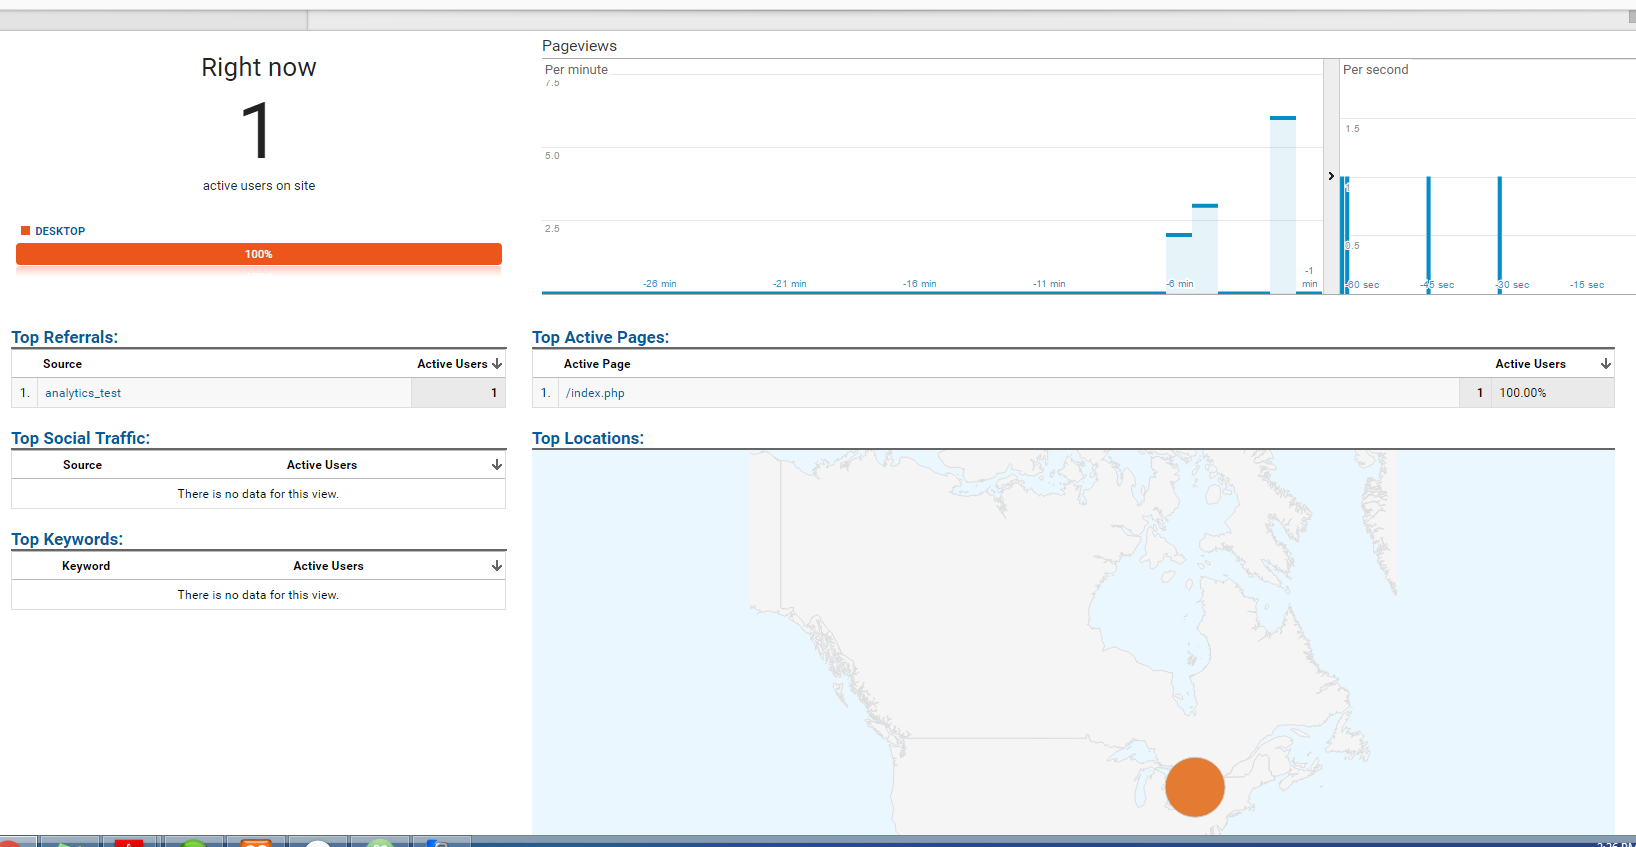 Right now
1
active users on site
DESKTOP
100%
Pageviews
Per minute
7.5
5.0
2.5
-26 min
-21 min
-16 min
-11 min
-6 min
-1
min
Per second
1.5
1
0.5
-60 sec
-45 sec
-30 sec
-15 sec
Top Referrals:
Source Active Users
1. analytics_test 1
Top Active Pages:
Active Page Active Users
1. /index.php 1 100.00%
Top Social Traffic:
Source Active Users
There is no data for this view.
Top Keywords:
Keyword Active Users
There is no data for this view.
Top Locations: